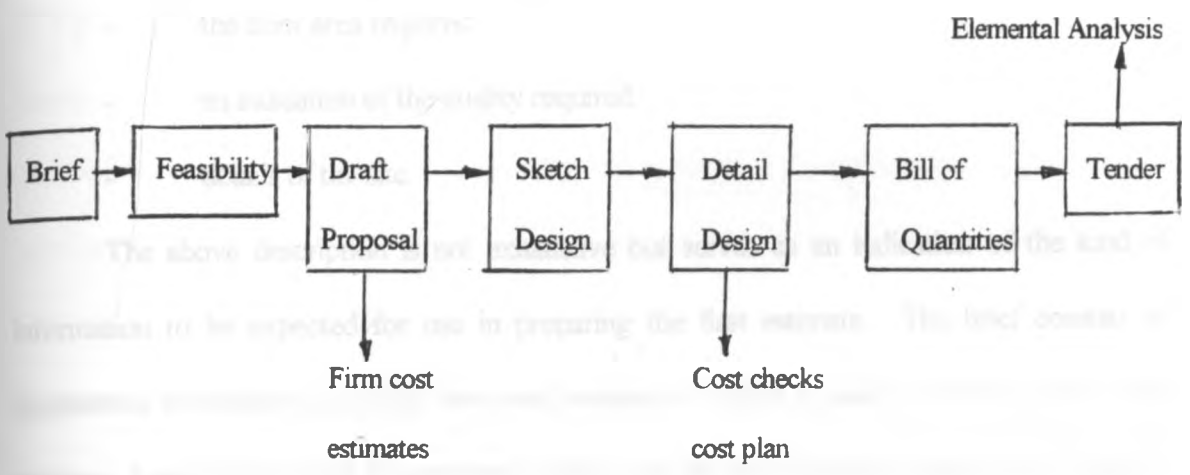 Elemental Analysis
Brief
Feasibility
Draft
Proposal
Sketch
Design
Detail
Design
Bill of
Quantities
Tender
Firm cost
estimates
Cost checks
cost plan
the area required
an indication of the quality required
The above description is not exhaustive but serves as an indication of the kind of
information to be expected for use in preparing the first estimate. The brief consists of